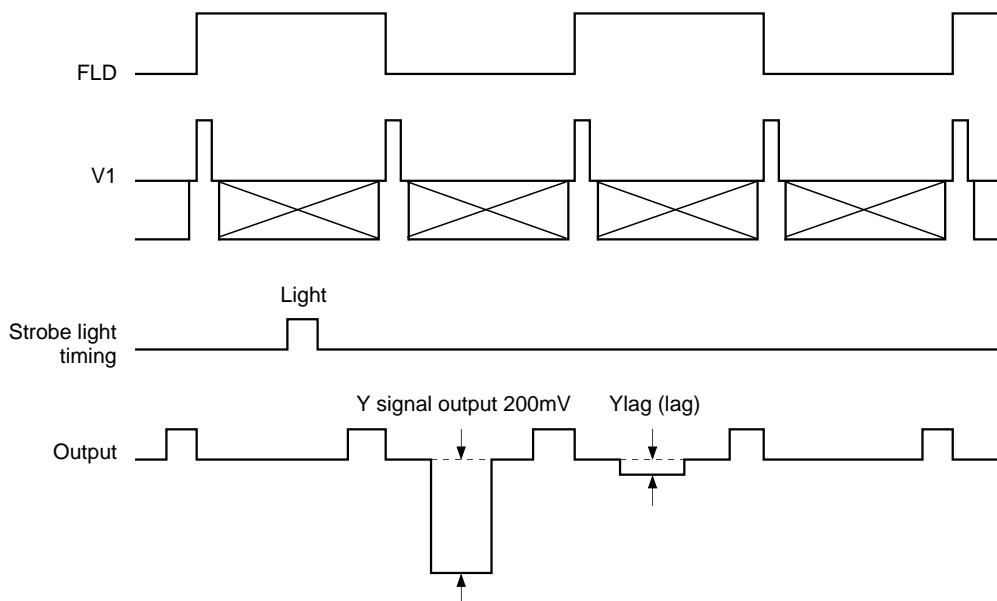 FLD
V1
Light
Strobe light
timing
Y signal output 200mV
Ylag (lag)
Output